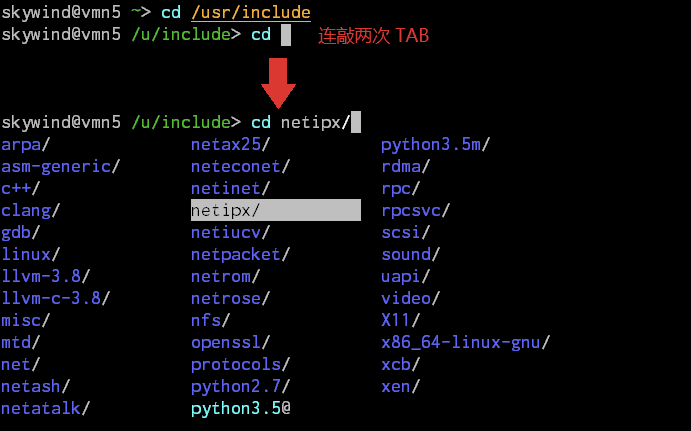 skywind@vmn5 ~> cd /usr/include
skywind@vmn5 /u/include> cd 连敲两次 TAB
skywind@vmn5 /u/include> cd netipx/
arpa/ netax25/ python3.5m/
asm-generic/ neteconet/ rdma/
c++/ netinet/ rpc/
clang/ netipx/ rpcsvc/
gdb/ netiucv/ scsi/
linux/ netpacket/ sound/
llvm-3.8/ netrom/ uapi/
llvm-c-3.8/ netrose/ video/
misc/ nfs/ X11/
mtd/ openssl/ x86_64-linux-gnu/
net/ protocols/ xcb/
netash/ python2.7/ xen/
netatalk/ python3.5@